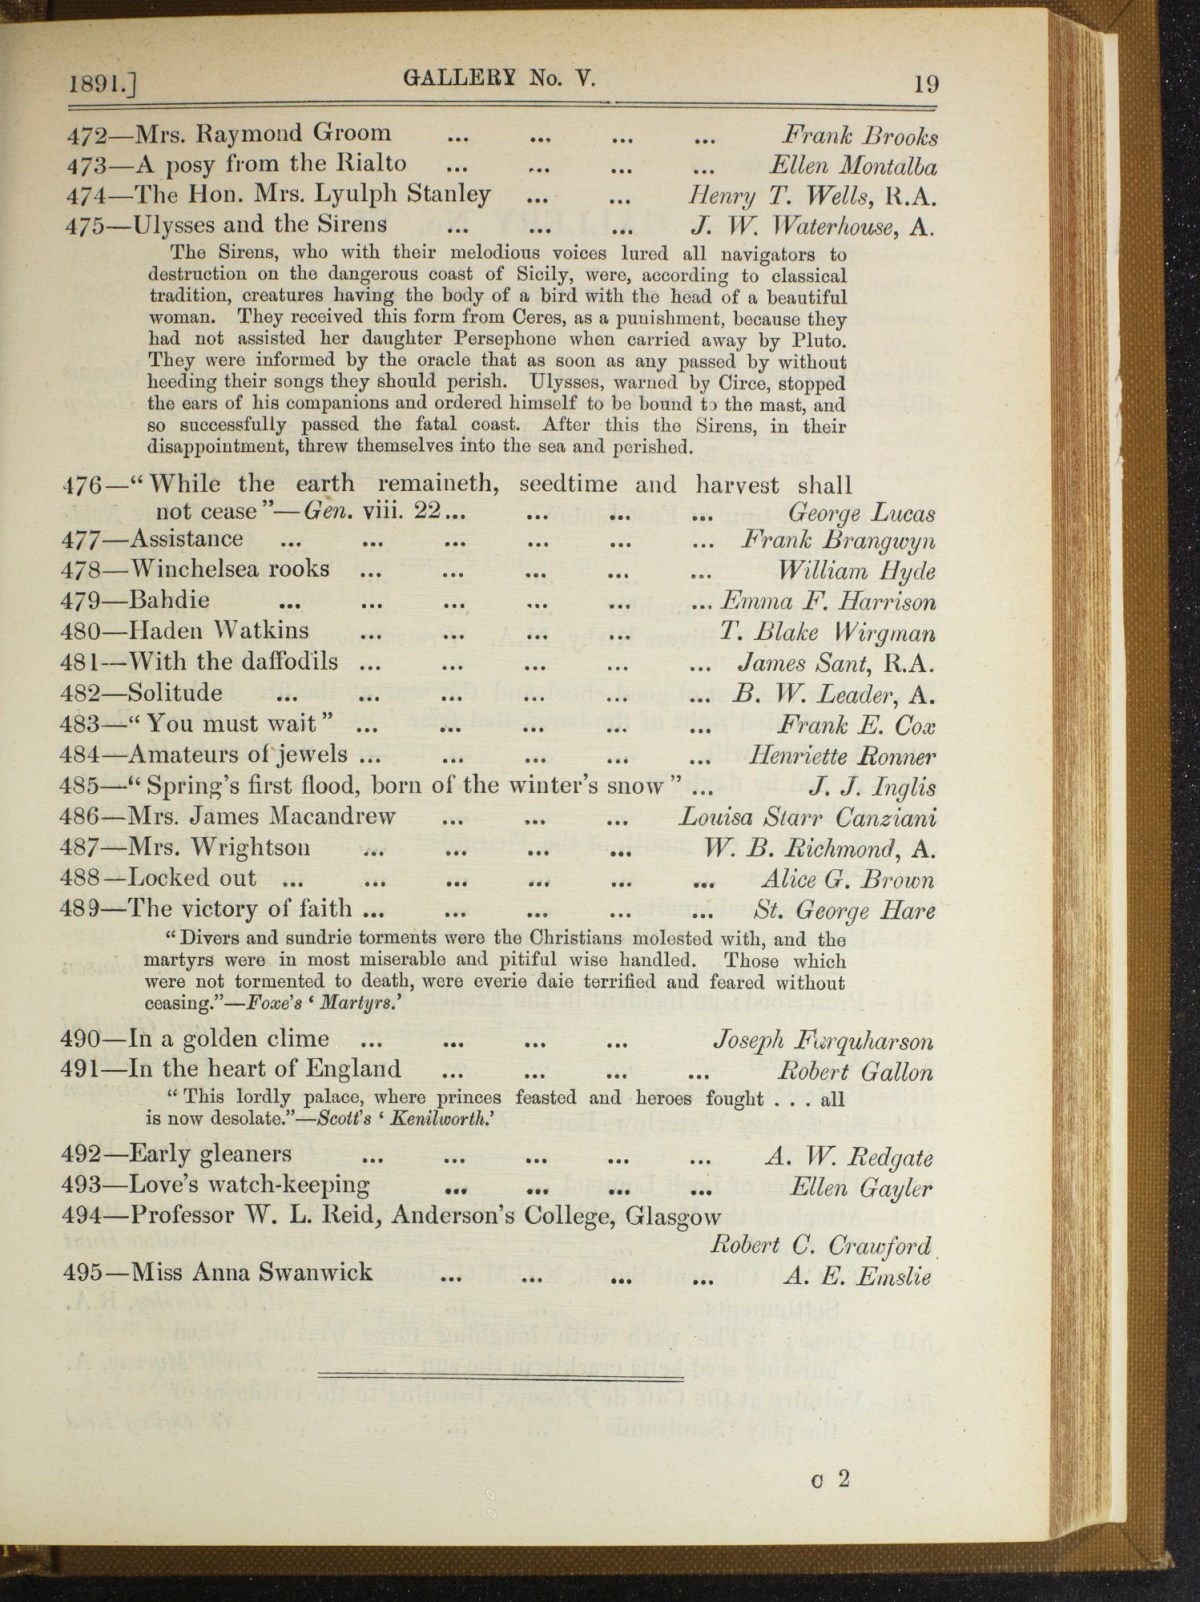 1891.] GALLERY No. V. 19
472—Mrs. Raymond Groom ... ... ... ... Frank Brooks
473—A posy from the Rialto ... ... ... ... Ellen Montalba
474—The Hon. Mrs. Lyulph Stanley ... ... Henry T. Wells, R.A.
475—Ulysses and the Sirens ... ... ... J. W. Waterhouse, A.
The Sirens, who with their melodious voices lured all navigators to
destruction on the dangerous coast of Sicily, were, according to classical
tradition, creatures having the body of a bird with the head of a beautiful
woman. They received this form from Ceres, as a punishment, because they
had not assisted her daughter Persephone when carried away by Pluto.
They were informed by the oracle that as soon as any passed by without
heeding their songs they should perish. Ulysses, warned by Circe, stopped
the ears of his companions and ordered himself to be bound to the mast, and
so successfully passed the fatal coast. After this the Sirens, in their
disappointment, threw themselves into the sea and perished.
476—“While the earth remaineth, seedtime and harvest shall
not cease”—Gen. viii. 22... ... ... ... George Lucas
477—Assistance ... ... ... ... ... ... Frank Brangwyn
478—Winchelsea rooks ... ... ... ... ... William Hyde
479—Bahdie ... ... ... ... ... ... Emma F. Harrison
480—Haden Watkins ... ... ... ... T. Blake Wirgman
481—With the daffodils ... ... ... ... ... James Sant, R.A.
482—Solitude ... ... ... ... ... ... B. W. Leader, A.
483—“You must wait” ... ... ... ... ... Frank E. Cox
484—Amateurs of jewels ... ... ... ... ... Henriette Ronner
485—“Spring’s first flood, born of the winter’s snow” ... J. J. Inglis
486—Mrs. James Macandrew ... ... ... Louisa Starr Canziani
487—Mrs. Wrightson ... ... ... ... W. B. Richmond, A.
488—Locked out ... ... ... ... ... ... Alice G. Brown
489—The victory of faith ... ... ... ... ... St. George Hare
“Divers and sundrie torments were the Christians molested with, and the
martyrs were in most miserable and pitiful wise handled. Those which
were not tormented to death, were everie daie terrified and feared without
ceasing.”—Foxe’s ‘Martyrs.’
490—In a golden clime ... ... ... ... Joseph Farquharson
491—In the heart of England ... ... ... ... Robert Gallon
“This lordly palace, where princes feasted and heroes fought . . . all
is now desolate.”—Scott’s ‘Kenilworth.’
492—Early gleaners ... ... ... ... ... A. W. Redgate
493—Love’s watch-keeping ... ... ... ... Ellen Gayler
494—Professor W. L. Reid, Anderson’s College, Glasgow
Robert C. Crawford
495—Miss Anna Swanwick ... ... ... ... A. E. Emslie
C 2